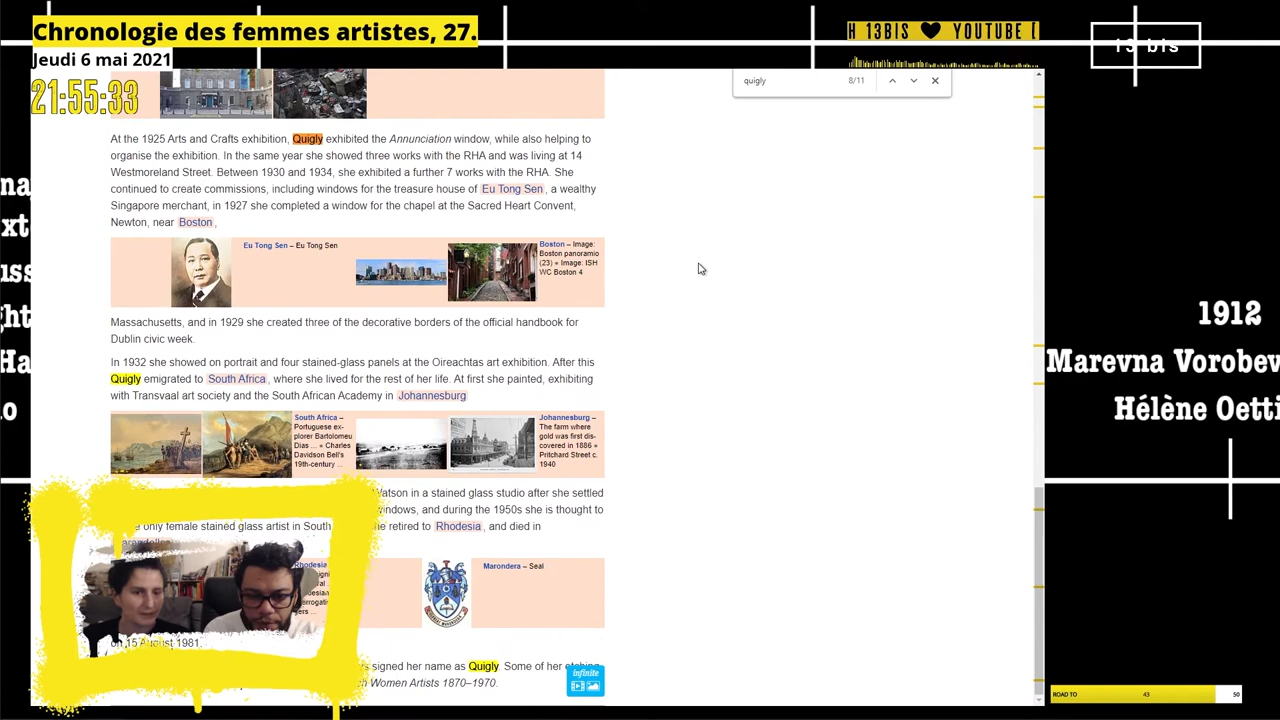 Chronologie des femmes artistes, 27.
Jeudi 6 mai 2021
21:55:33
H 13BIS YOUTUBE [
13 bis
quigly
8/11
At the 1925 Arts and Crafts exhibition, Quigly exhibited the Annunciation window, while also helping to
organise the exhibition. In the same year she showed three works with the RHA and was living at 14
Westmoreland Street. Between 1930 and 1934, she exhibited a further 7 works with the RHA. She
continued to create commissions, including windows for the treasure house of Eu Tong Sen, a wealthy
Singapore merchant, in 1927 she completed a window for the chapel at the Sacred Heart Convent,
Newton, near Boston,
Eu Tong Sen – Eu Tong Sen
Boston – Image:
Boston panoramio
(23) « Image: ISH
WC Boston 4
Massachusetts, and in 1929 she created three of the decorative borders of the official handbook for
Dublin civic week.
In 1932 she showed on portrait and four stained-glass panels at the Oireachtas art exhibition. After this
Quigly emigrated to South Africa, where she lived for the rest of her life. At first she painted, exhibiting
with Transvaal art society and the South African Academy in Johannesburg
South Africa –
Portuguese ex-
plorer Bartolomeu
Dias ... « Charles
Davidson Bell's
19th-century ...
Johannesburg –
The farm where
gold was first dis-
covered in 1886 «
Pritchard Street c.
1940
Watson in a stained glass studio after she settled
windows, and during the 1950s she is thought to
only female stained glass artist in South
he retired to Rhodesia, and died in
Rhodesia
Marondera – Seal
on 15 August 1981.
signed her name as Quigly. Some of her etching
Women Artists 1870–1970.
infinite
1912
Marevna Vorobev
Hélène Oetti
ROAD TO 43 50